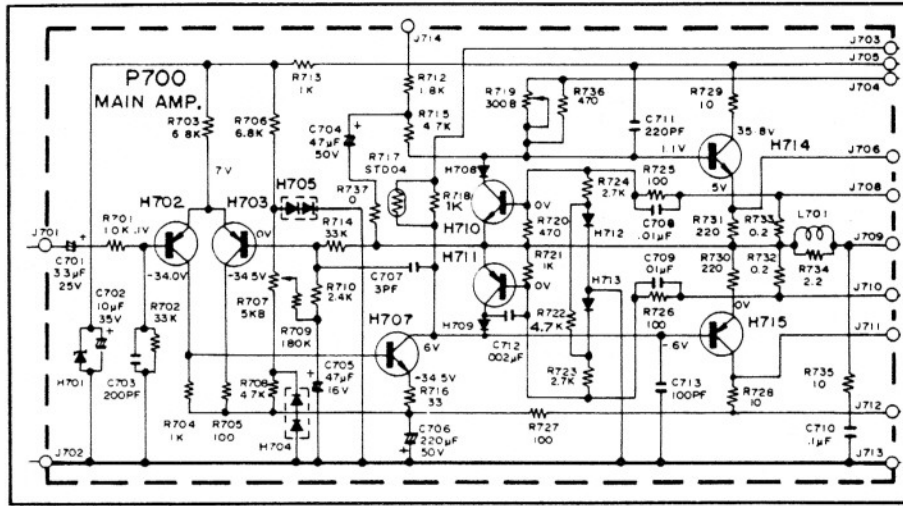 J714
J703
J705
J704
P700
MAIN AMP.
R713
1K
R712
1.8K
R703
6.8K
R706
6.8K
C704
47µF
50V
R715
4.7K
R717
STD04
R719
300B
R736
470
C711
220PF
R729
10
35.8V
H714
1.1V
5V
J706
7V
H702
H703
H705
R737
0
R714
33K
R718
1K
H708
H710
0V
R720
470
R724
2.7K
H712
R725
100
C708
.01µF
R731
220
R733
0.2
L701
J708
J701
R701
10K
.1V
0V
C701
3.3µF
25V
-34.0V
-34.5V
H711
R721
1K
0V
H713
C709
.01µF
R730
220
R732
0.2
R734
2.2
J709
C702
10µF
35V
R702
33K
R707
5KB
R709
180K
R710
2.4K
C707
3PF
H707
6V
H709
R722
4.7K
R726
100
0V
H715
J710
H701
C703
200PF
R704
1K
R705
100
R708
4.7K
H704
C705
47µF
16V
-34.5V
R716
33
C712
.002µF
R723
2.7K
-6V
J711
C706
220µF
50V
R727
100
C713
100PF
R728
10
R735
10
J712
C710
.1µF
J702
J713